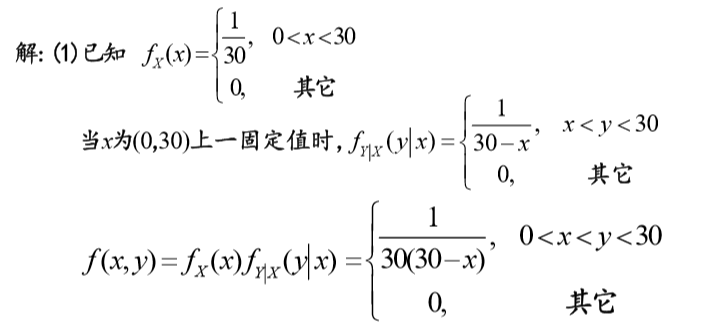 解: (1) 已知 f_X(x)={ 1/30, 0<x<30
0, 其它
当x为(0,30)上一固定值时, f_{Y|X}(y|x)={ 1/(30−x), x<y<30
0, 其它
f(x,y)=f_X(x)f_{Y|X}(y|x)={ 1/(30(30−x)), 0<x<y<30
0, 其它